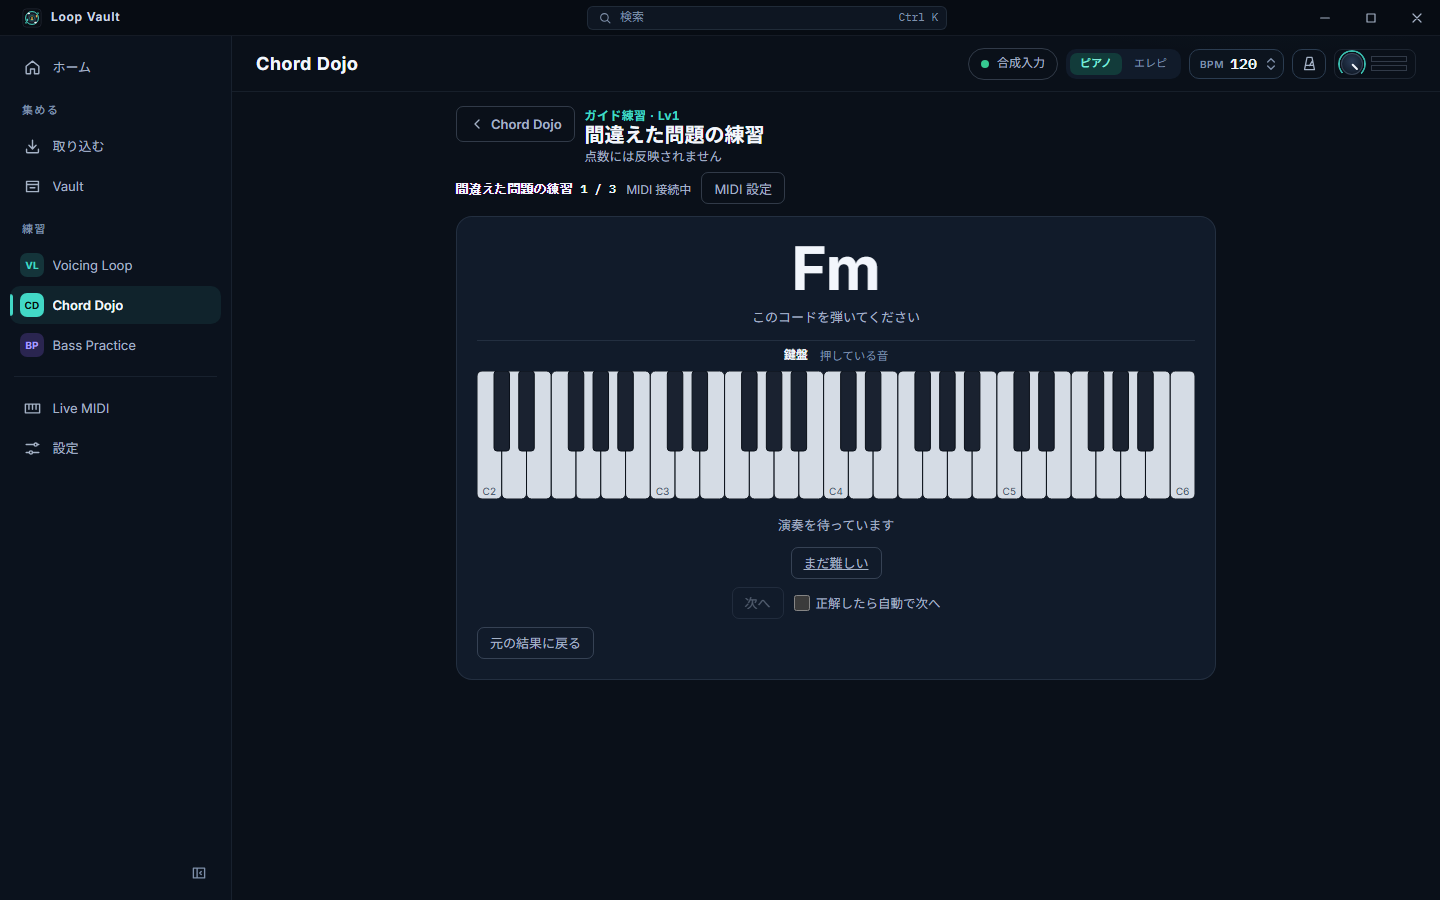 Loop Vault
検索
Ctrl K
ホーム
集める
取り込む
Vault
練習
VL Voicing Loop
CD Chord Dojo
BP Bass Practice
Live MIDI
設定
Chord Dojo
合成入力
ピアノ
エレピ
BPM 120
Chord Dojo
ガイド練習 · Lv1
間違えた問題の練習
点数には反映されません
間違えた問題の練習 1 / 3 MIDI 接続中 MIDI 設定
Fm
このコードを弾いてください
鍵盤 押している音
C2 C3 C4 C5 C6
演奏を待っています
まだ難しい
次へ 正解したら自動で次へ
元の結果に戻る